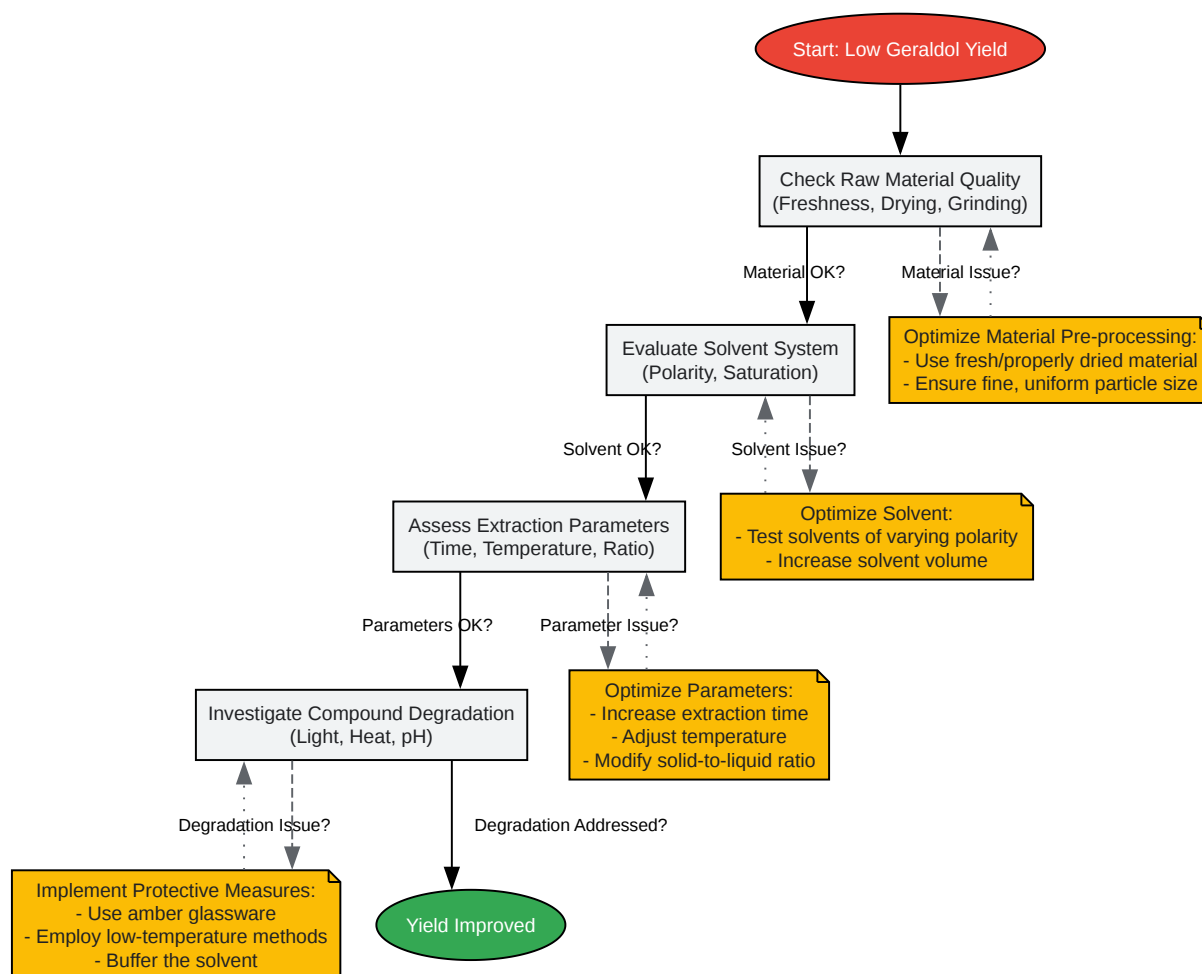 Start: Low Geraldol Yield
Check Raw Material Quality
(Freshness, Drying, Grinding)
Material OK?
Material Issue?
Optimize Material Pre-processing:
- Use fresh/properly dried material
- Ensure fine, uniform particle size
Evaluate Solvent System
(Polarity, Saturation)
Solvent OK?
Solvent Issue?
Optimize Solvent:
- Test solvents of varying polarity
- Increase solvent volume
Assess Extraction Parameters
(Time, Temperature, Ratio)
Parameters OK?
Parameter Issue?
Optimize Parameters:
- Increase extraction time
- Adjust temperature
- Modify solid-to-liquid ratio
Investigate Compound Degradation
(Light, Heat, pH)
Degradation Issue?
Degradation Addressed?
Implement Protective Measures:
- Use amber glassware
- Employ low-temperature methods
- Buffer the solvent
Yield Improved